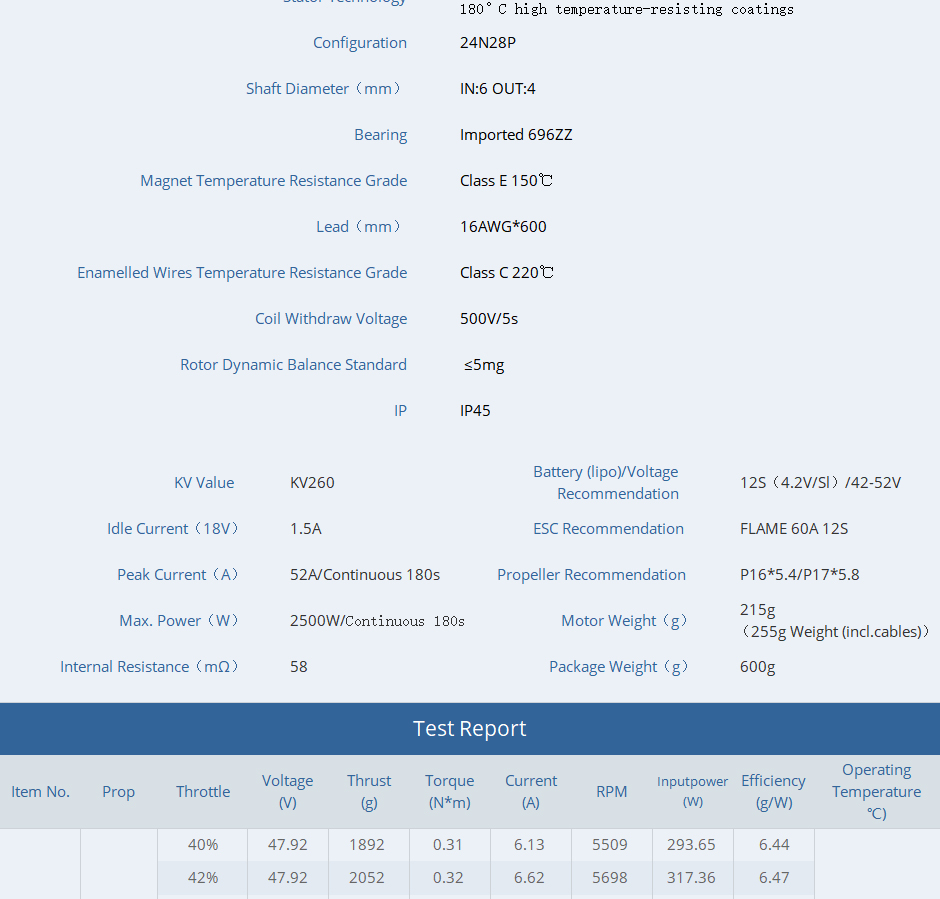 Stator Technology
180°C high temperature-resisting coatings
Configuration 24N28P
Shaft Diameter（mm） IN:6 OUT:4
Bearing Imported 696ZZ
Magnet Temperature Resistance Grade Class E 150℃
Lead（mm） 16AWG*600
Enamelled Wires Temperature Resistance Grade Class C 220℃
Coil Withdraw Voltage 500V/5s
Rotor Dynamic Balance Standard ≤5mg
IP IP45
KV Value KV260 Battery (lipo)/Voltage Recommendation 12S（4.2V/Sl）/42-52V
Idle Current（18V） 1.5A ESC Recommendation FLAME 60A 12S
Peak Current（A） 52A/Continuous 180s Propeller Recommendation P16*5.4/P17*5.8
Max. Power（W） 2500W/Continuous 180s Motor Weight（g） 215g
（255g Weight (incl.cables)）
Internal Resistance（mΩ） 58 Package Weight（g） 600g
Test Report
Item No. Prop Throttle Voltage (V) Thrust (g) Torque (N*m) Current (A) RPM Inputpower (W) Efficiency (g/W) Operating Temperature ℃)
40% 47.92 1892 0.31 6.13 5509 293.65 6.44
42% 47.92 2052 0.32 6.62 5698 317.36 6.47